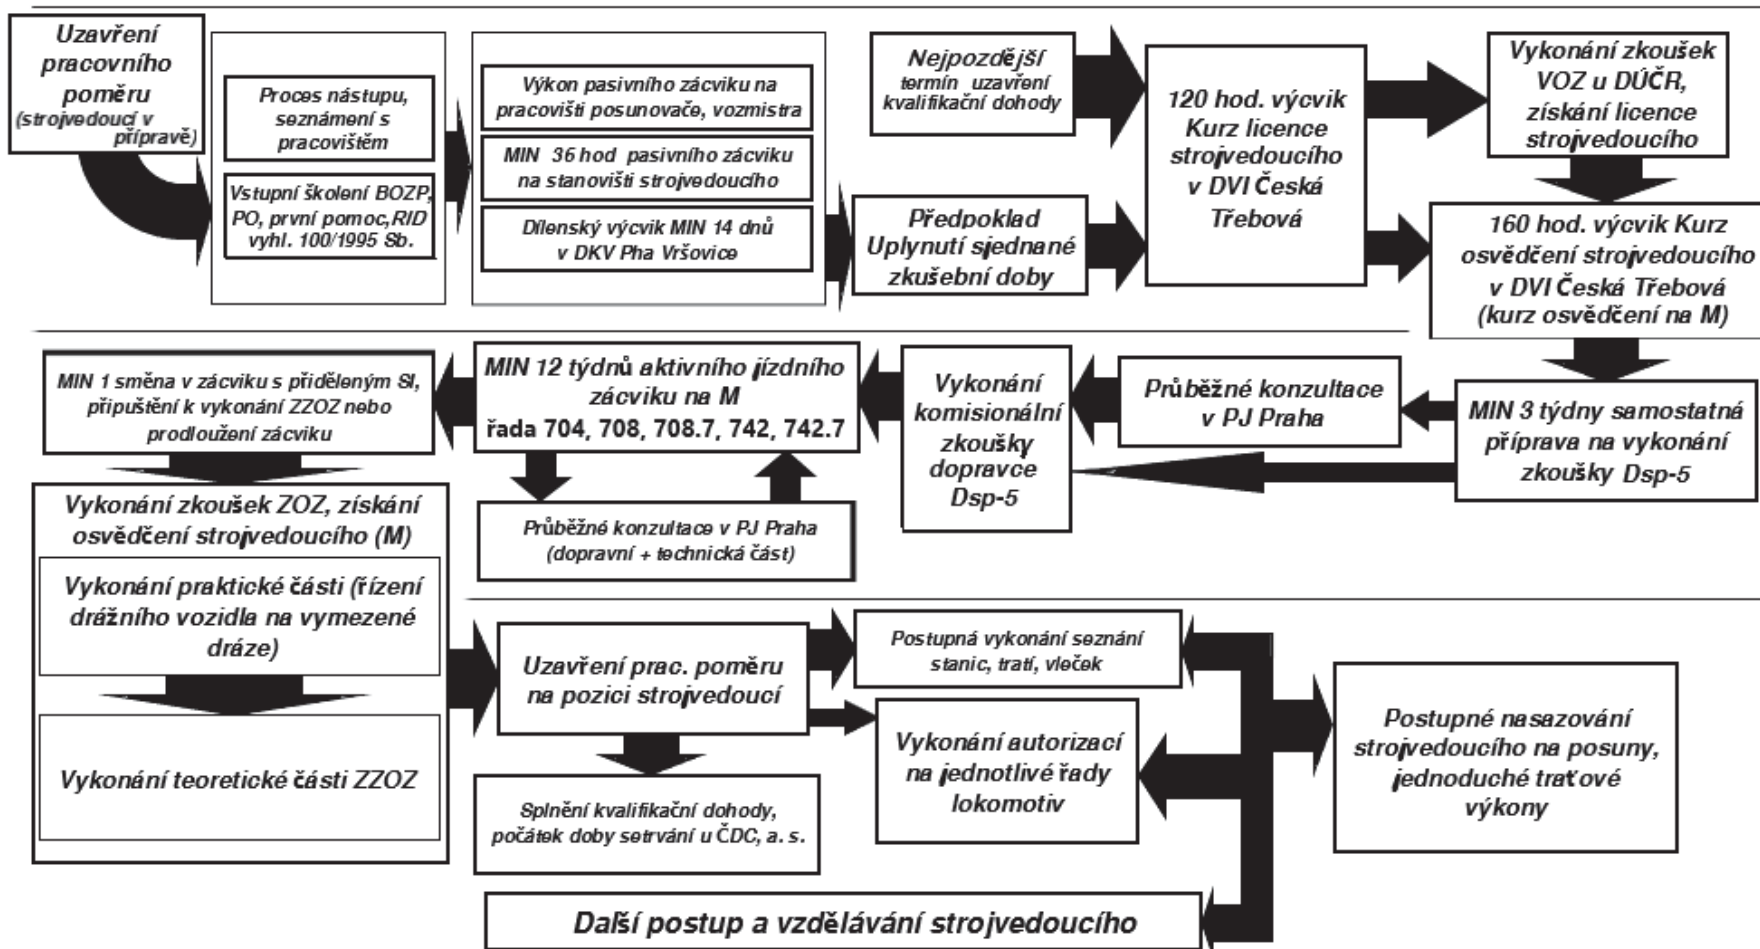 Uzavření
pracovního
poměru
(strojvedoucí v
přípravě)
Proces nástupu,
seznámení s
pracovištěm
Vstupní školení BOZP,
PO, první pomoc,RID
vyhl. 100/1995 Sb.
Výkon pasivního zácviku na
pracovišti posunovače, vozmistra
MIN 36 hod pasivního zácviku
na stanovišti strojvedoucího
Dílenský výcvik MIN 14 dnů
v DKV Pha Vršovice
Nejpozdější
termín uzavření
kvalifikační dohody
Předpoklad
Uplynutí sjednané
zkušební doby
120 hod. výcvik
Kurz licence
strojvedoucího
v DVI Česká
Třebová
Vykonání zkoušek
VOZ u DÚČR,
získání licence
strojvedoucího
160 hod. výcvik Kurz
osvědčení strojvedoucího
v DVI Česká Třebová
(kurz osvědčení na M)
MIN 3 týdny samostatná
příprava na vykonání
zkoušky Dsp-5
Průběžné konzultace
v PJ Praha
Vykonání
komisionální
zkoušky
dopravce
Dsp-5
MIN 12 týdnů aktivního jízdního
zácviku na M
řada 704, 708, 708.7, 742, 742.7
Průběžné konzultace v PJ Praha
(dopravní + technická část)
MIN 1 směna v zácviku s přiděleným SI,
připuštění k vykonání ZZOZ nebo
prodloužení zácviku
Vykonání zkoušek ZOZ, získání
osvědčení strojvedoucího (M)
Vykonání praktické části (řízení
drážního vozidla na vymezené
dráze)
Vykonání teoretické části ZZOZ
Uzavření prac. poměru
na pozici strojvedoucí
Splnění kvalifikační dohody,
počátek doby setrvání u ČDC, a. s.
Postupná vykonání seznání
stanic, tratí, vleček
Vykonání autorizací
na jednotlivé řady
lokomotiv
Postupné nasazování
strojvedoucího na posuny,
jednoduché traťové
výkony
Další postup a vzdělávání strojvedoucího